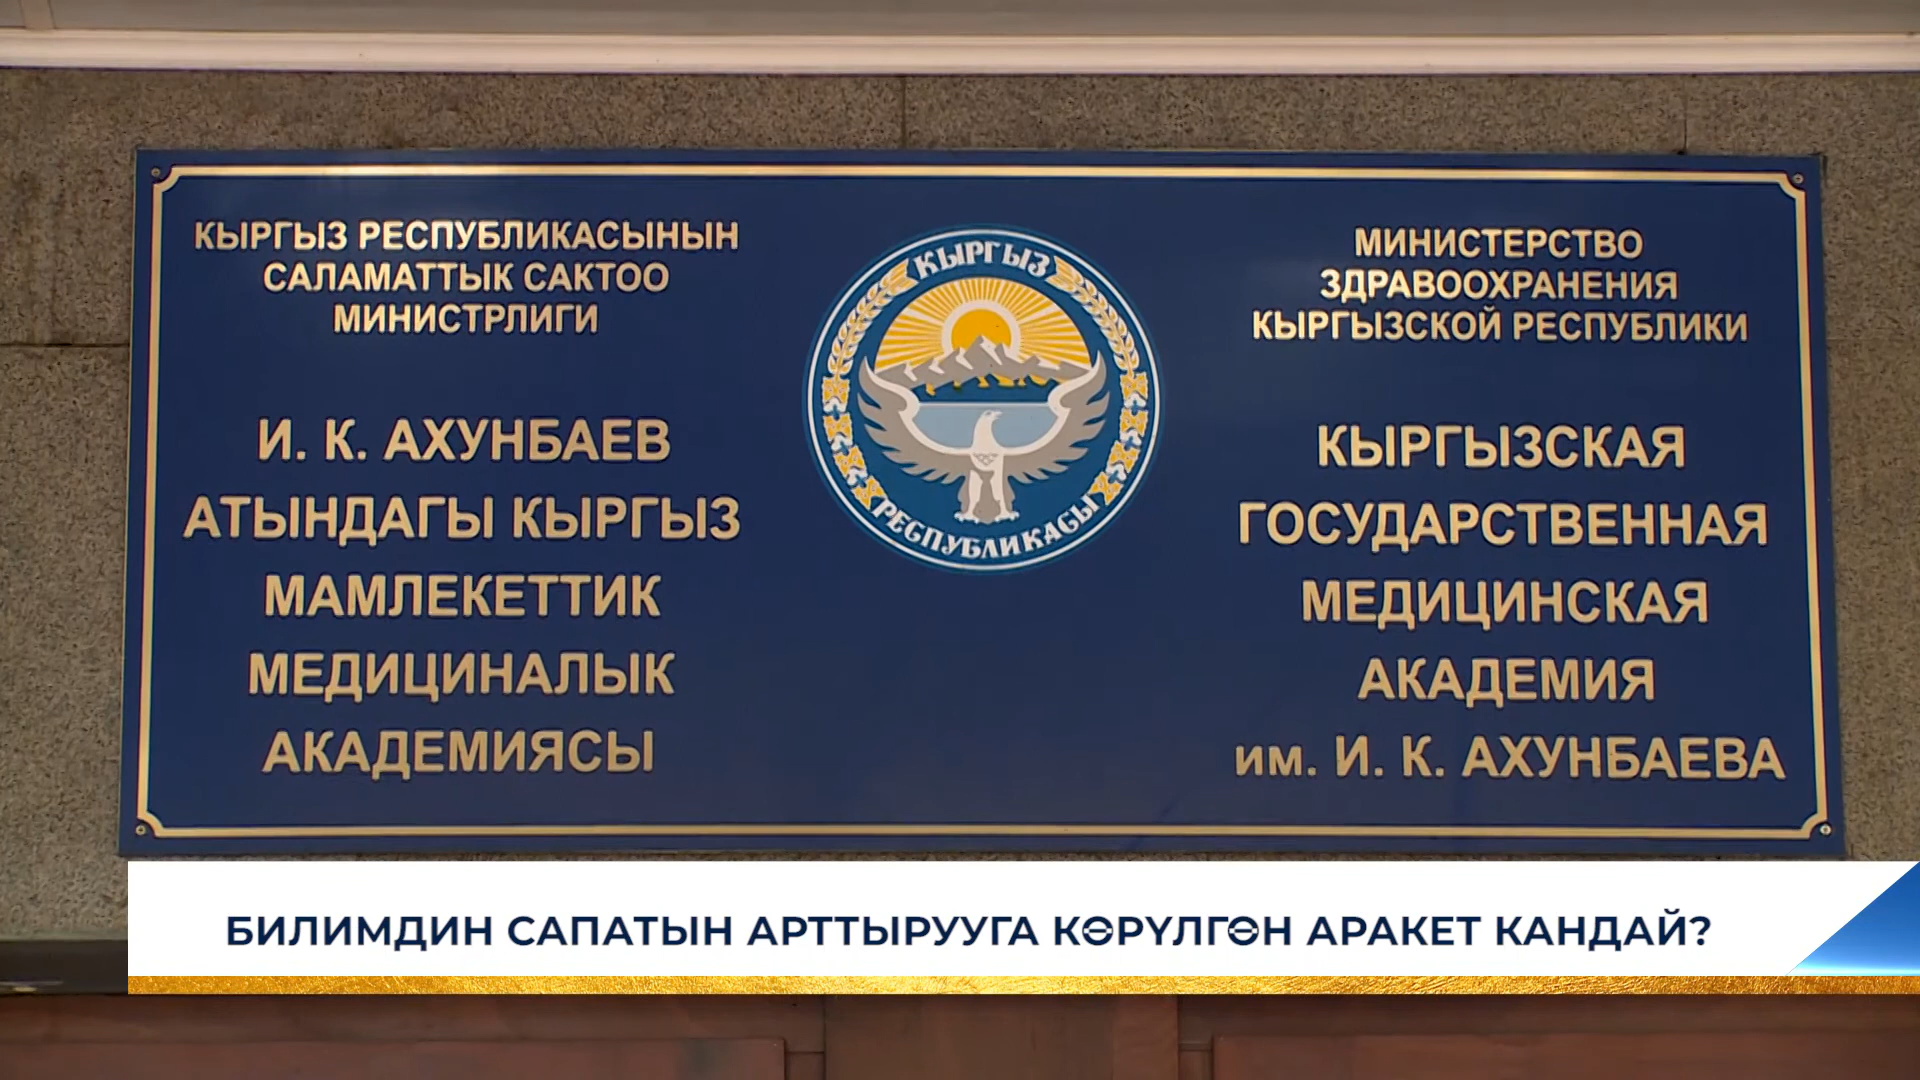 КЫРГЫЗ РЕСПУБЛИКАСЫНЫН
САЛАМАТТЫК САКТОО
МИНИСТРЛИГИ
И. К. АХУНБАЕВ
АТЫНДАГЫ КЫРГЫЗ
МАМЛЕКЕТТИК
МЕДИЦИНАЛЫК
АКАДЕМИЯСЫ
КЫРГЫЗ
РЕСПУБЛИКАСЫ
МИНИСТЕРСТВО
ЗДРАВООХРАНЕНИЯ
КЫРГЫЗСКОЙ РЕСПУБЛИКИ
КЫРГЫЗСКАЯ
ГОСУДАРСТВЕННАЯ
МЕДИЦИНСКАЯ
АКАДЕМИЯ
им. И. К. АХУНБАЕВА
БИЛИМДИН САПАТЫН АРТТЫРУУГА КӨРҮЛГӨН АРАКЕТ КАНДАЙ?